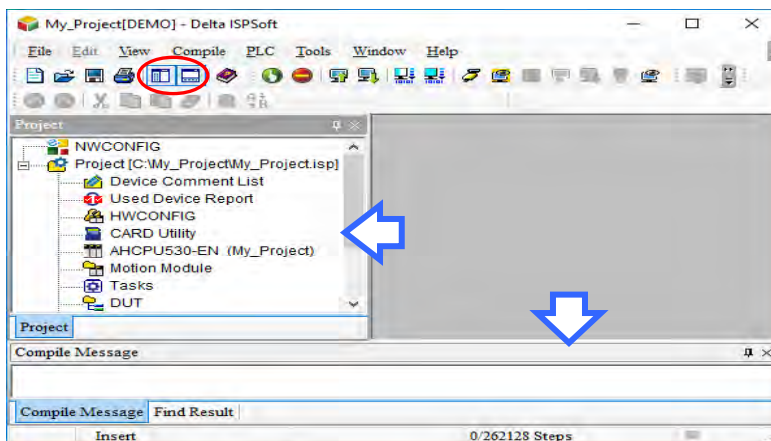 My_Project[DEMO] - Delta ISPSoft
File Edit View Compile PLC Tools Window Help
Project
NWCONFIG
Project [C:\My_Project\My_Project.isp]
Device Comment List
Used Device Report
HWCONFIG
CARD Utility
AHCPU530-EN (My_Project)
Motion Module
Tasks
DUT
Project
Compile Message
Compile Message Find Result
Insert 0/262128 Steps